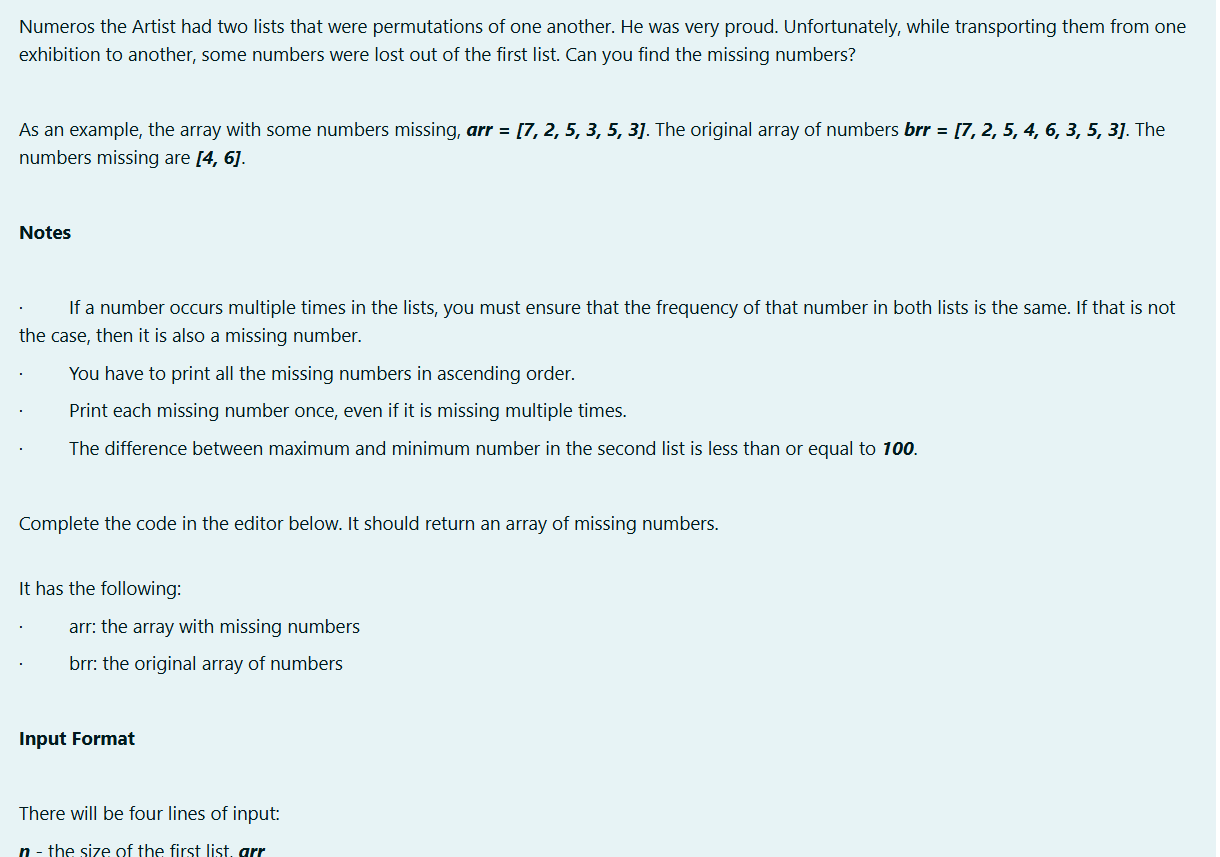 Numeros the Artist had two lists that were permutations of one another. He was very proud. Unfortunately, while transporting them from one
exhibition to another, some numbers were lost out of the first list. Can you find the missing numbers?
As an example, the array with some numbers missing, arr = [7, 2, 5, 3, 5, 3]. The original array of numbers brr = [7, 2, 5, 4, 6, 3, 5, 3]. The
numbers missing are [4, 6].
Notes
· If a number occurs multiple times in the lists, you must ensure that the frequency of that number in both lists is the same. If that is not
the case, then it is also a missing number.
· You have to print all the missing numbers in ascending order.
· Print each missing number once, even if it is missing multiple times.
· The difference between maximum and minimum number in the second list is less than or equal to 100.
Complete the code in the editor below. It should return an array of missing numbers.
It has the following:
· arr: the array with missing numbers
· brr: the original array of numbers
Input Format
There will be four lines of input:
n - the size of the first list, arr